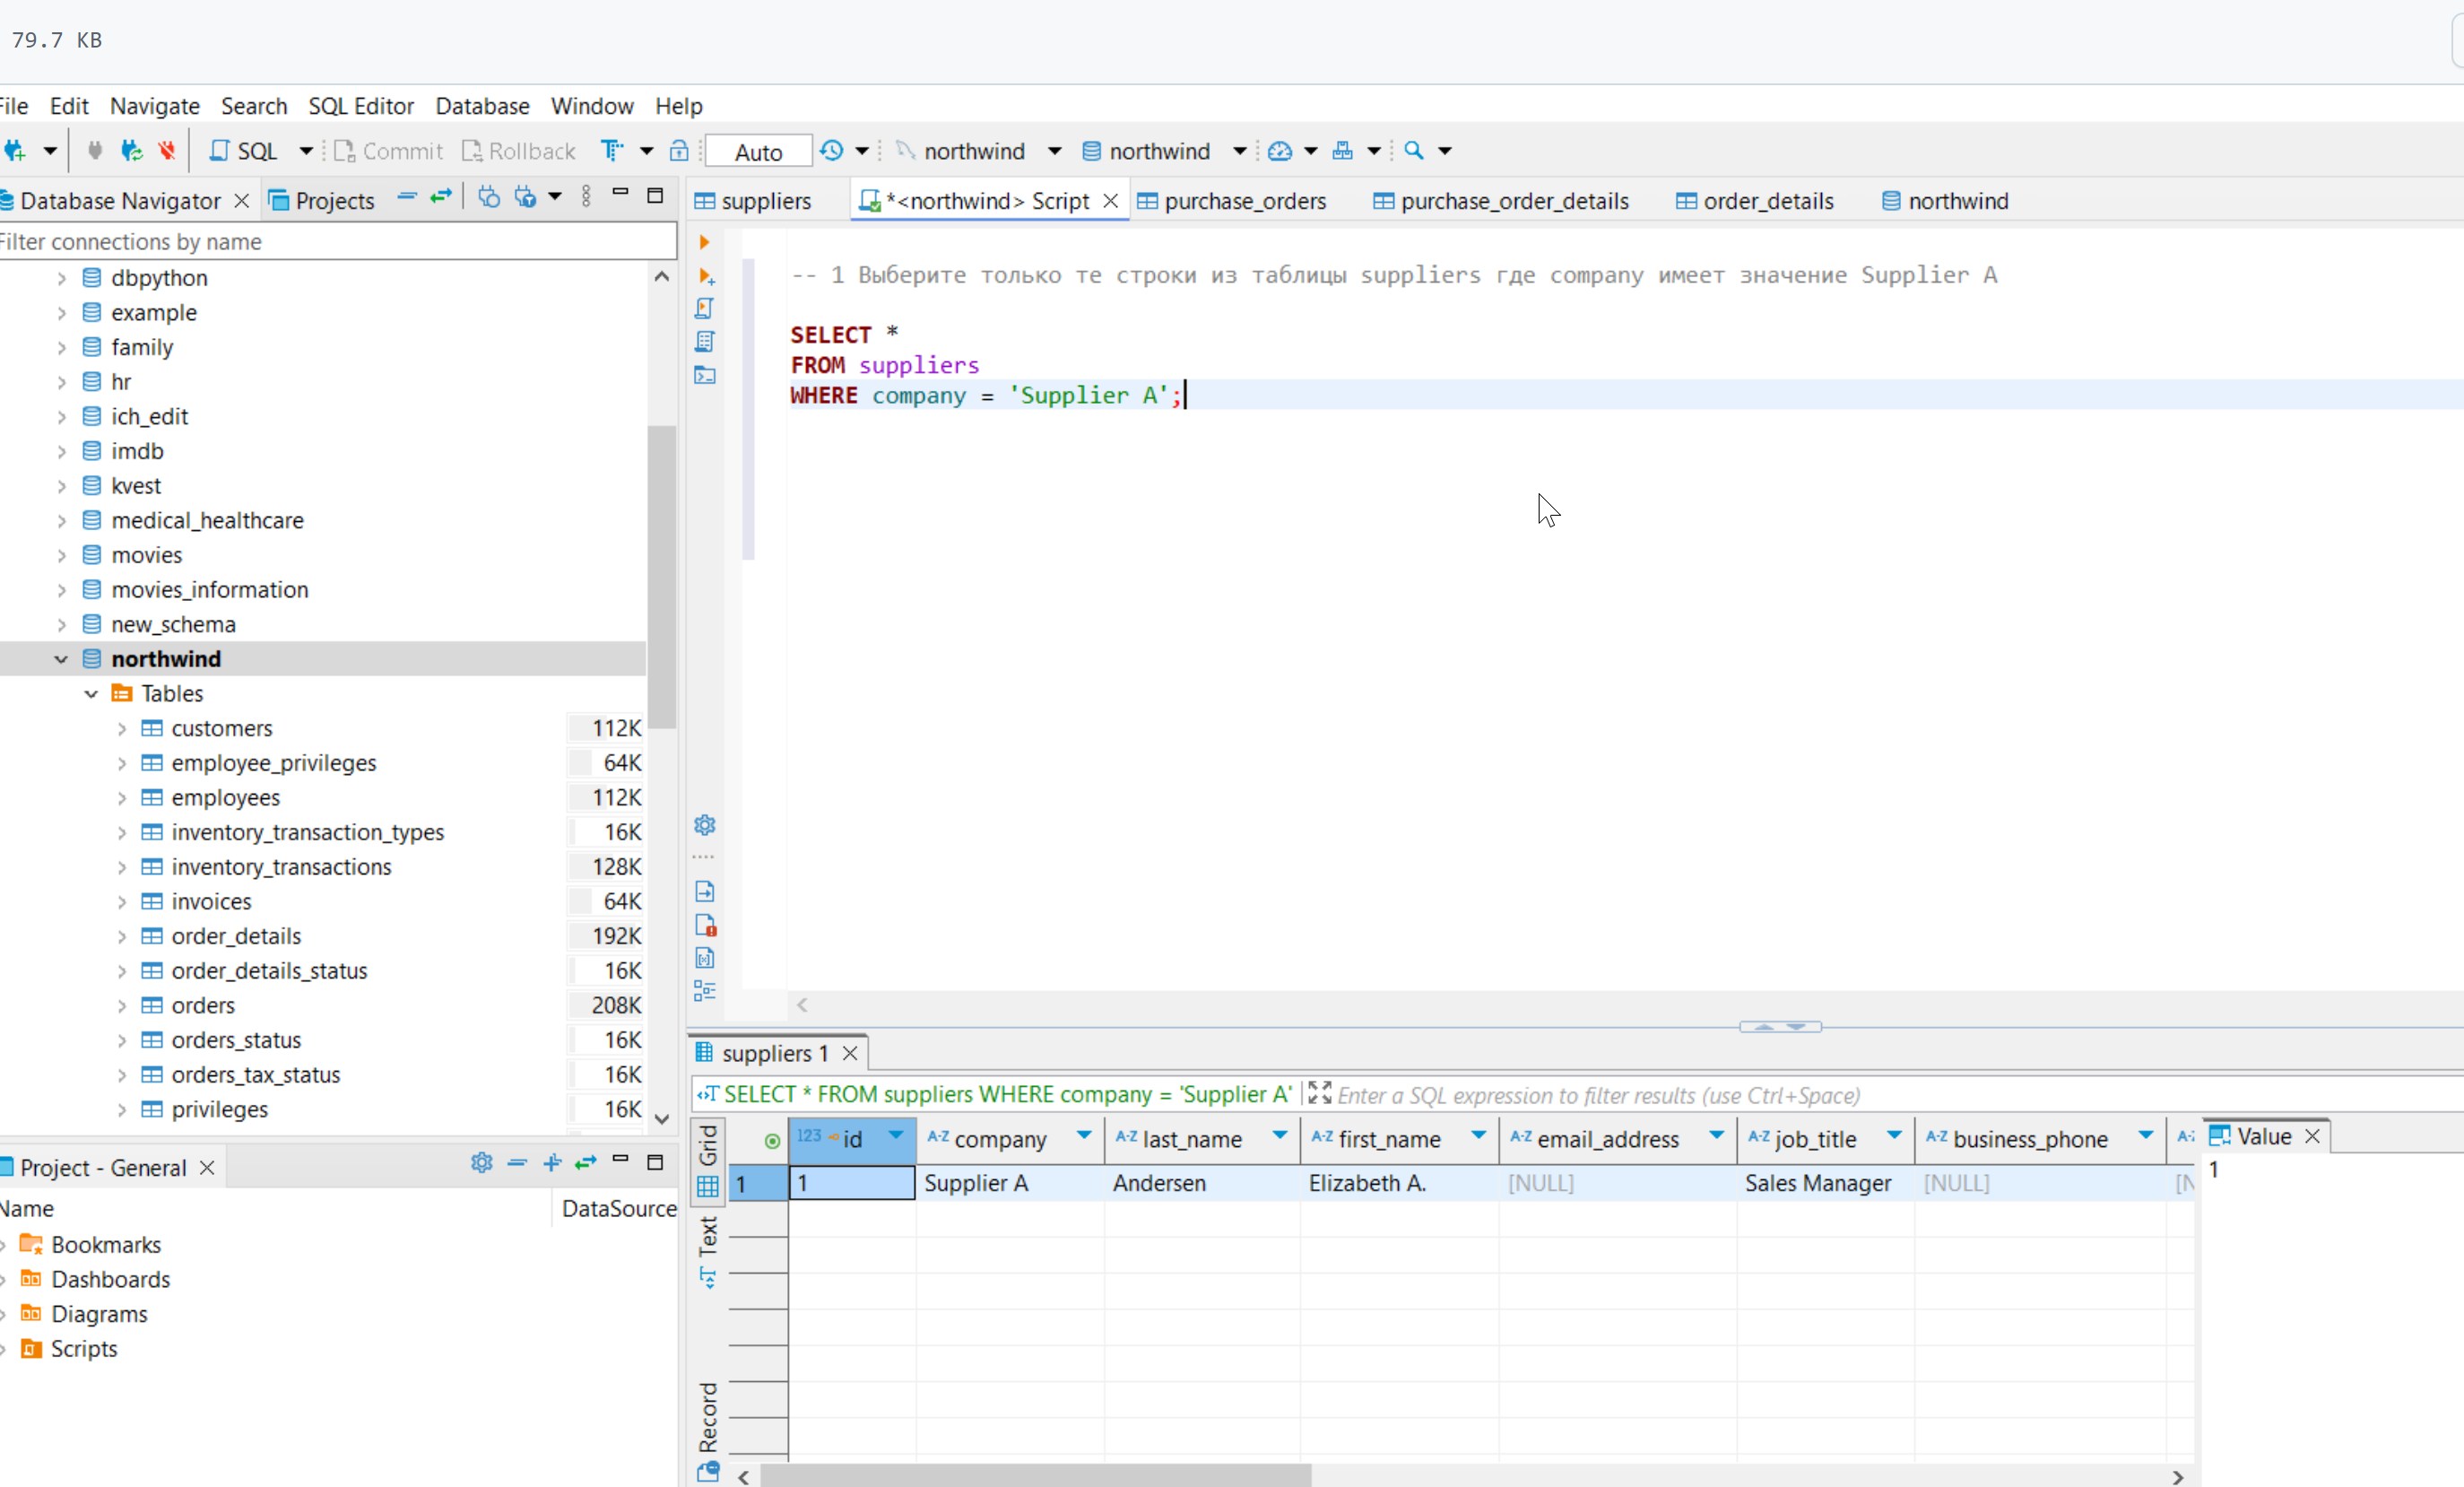 79.7 KB
File Edit Navigate Search SQL Editor Database Window Help
SQL Commit Rollback Auto northwind northwind
Database Navigator Projects
Filter connections by name
dbpython
example
family
hr
ich_edit
imdb
kvest
medical_healthcare
movies
movies_information
new_schema
northwind
Tables
customers 112K
employee_privileges 64K
employees 112K
inventory_transaction_types 16K
inventory_transactions 128K
invoices 64K
order_details 192K
order_details_status 16K
orders 208K
orders_status 16K
orders_tax_status 16K
privileges 16K
Project - General
Name DataSource
Bookmarks
Dashboards
Diagrams
Scripts
suppliers *<northwind> Script purchase_orders purchase_order_details order_details northwind
-- 1 Выберите только те строки из таблицы suppliers где company имеет значение Supplier A
SELECT *
FROM suppliers
WHERE company = 'Supplier A';
suppliers 1
SELECT * FROM suppliers WHERE company = 'Supplier A' Enter a SQL expression to filter results (use Ctrl+Space)
Grid
Text
Record
123 id A-Z company A-Z last_name A-Z first_name A-Z email_address A-Z job_title A-Z business_phone
1 1 Supplier A Andersen Elizabeth A. [NULL] Sales Manager [NULL]
Value
1